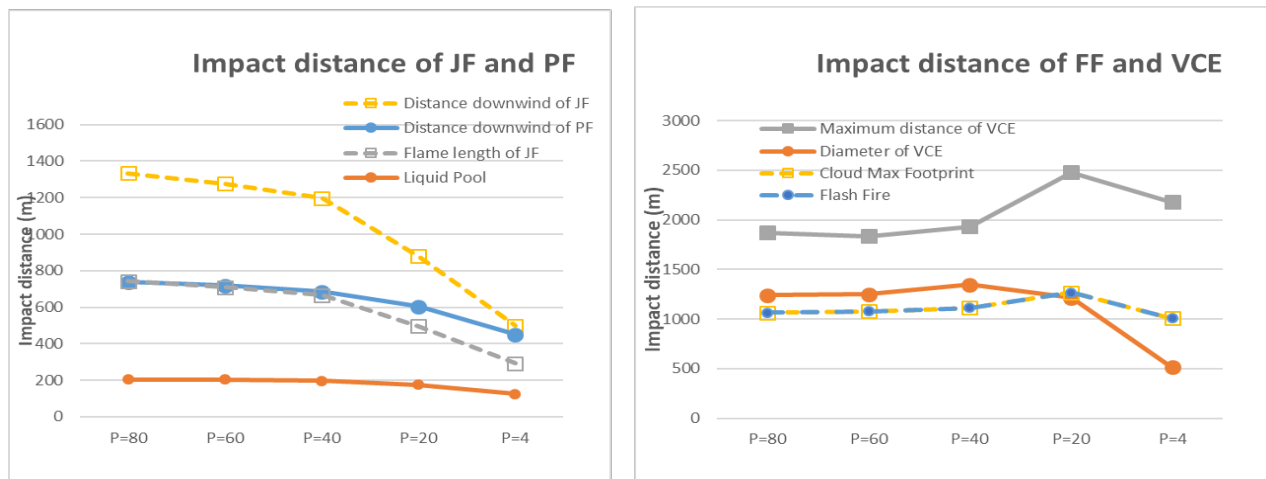 Impact distance of JF and PF
Distance downwind of JF
Distance downwind of PF
Flame length of JF
Liquid Pool
Impact distance (m)
1600
1400
1200
1000
800
600
400
200
0
P=80 P=60 P=40 P=20 P=4
Impact distance of FF and VCE
Maximum distance of VCE
Diameter of VCE
Cloud Max Footprint
Flash Fire
Impact distance (m)
3000
2500
2000
1500
1000
500
0
P=80 P=60 P=40 P=20 P=4